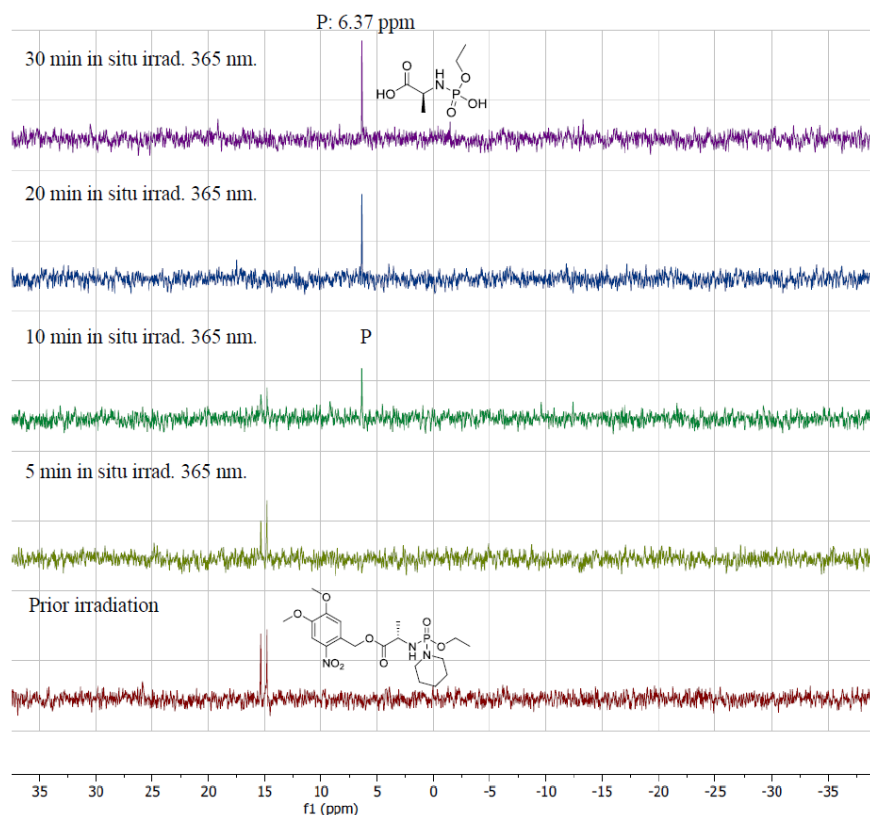 P: 6.37 ppm
30 min in situ irrad. 365 nm.
O
HO
H
N
O
P
OH
O
20 min in situ irrad. 365 nm.
10 min in situ irrad. 365 nm.
P
5 min in situ irrad. 365 nm.
Prior irradiation
O
O
NO2
O
O
N
H
O
P
O
N
35 30 25 20 15 10 5 0 -5 -10 -15 -20 -25 -30 -35
f1 (ppm)